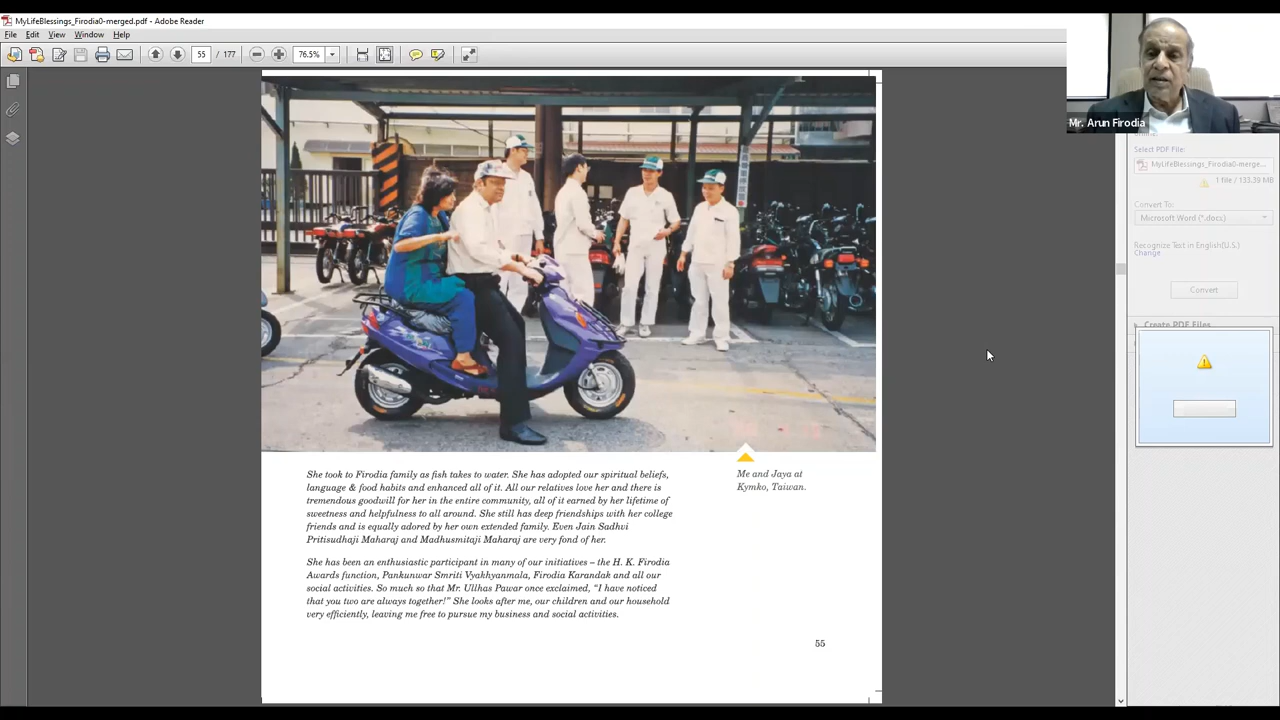 MyLifeBlessings_Firodia0-merged.pdf - Adobe Reader
File Edit View Window Help
55 / 177
76.5%
Mr. Arun Firodia
online.
Select PDF File:
MyLifeBlessings_Firodia0-merge...
1 file / 133.39 MB
Convert To:
Microsoft Word (*.docx)
Recognize Text in English(U.S.)
Change
Convert
Create PDF Files
She took to Firodia family as fish takes to water. She has adopted our spiritual beliefs,
language & food habits and enhanced all of it. All our relatives love her and there is
tremendous goodwill for her in the entire community, all of it earned by her lifetime of
sweetness and helpfulness to all around. She still has deep friendships with her college
friends and is equally adored by her own extended family. Even Jain Sadhvi
Pritisudhaji Maharaj and Madhusmitaji Maharaj are very fond of her.
Me and Jaya at
Kymko, Taiwan.
She has been an enthusiastic participant in many of our initiatives – the H. K. Firodia
Awards function, Pankunwar Smriti Vyakhyanmala, Firodia Karandak and all our
social activities. So much so that Mr. Ullhas Pawar once exclaimed, “I have noticed
that you two are always together!” She looks after me, our children and our household
very efficiently, leaving me free to pursue my business and social activities.
55